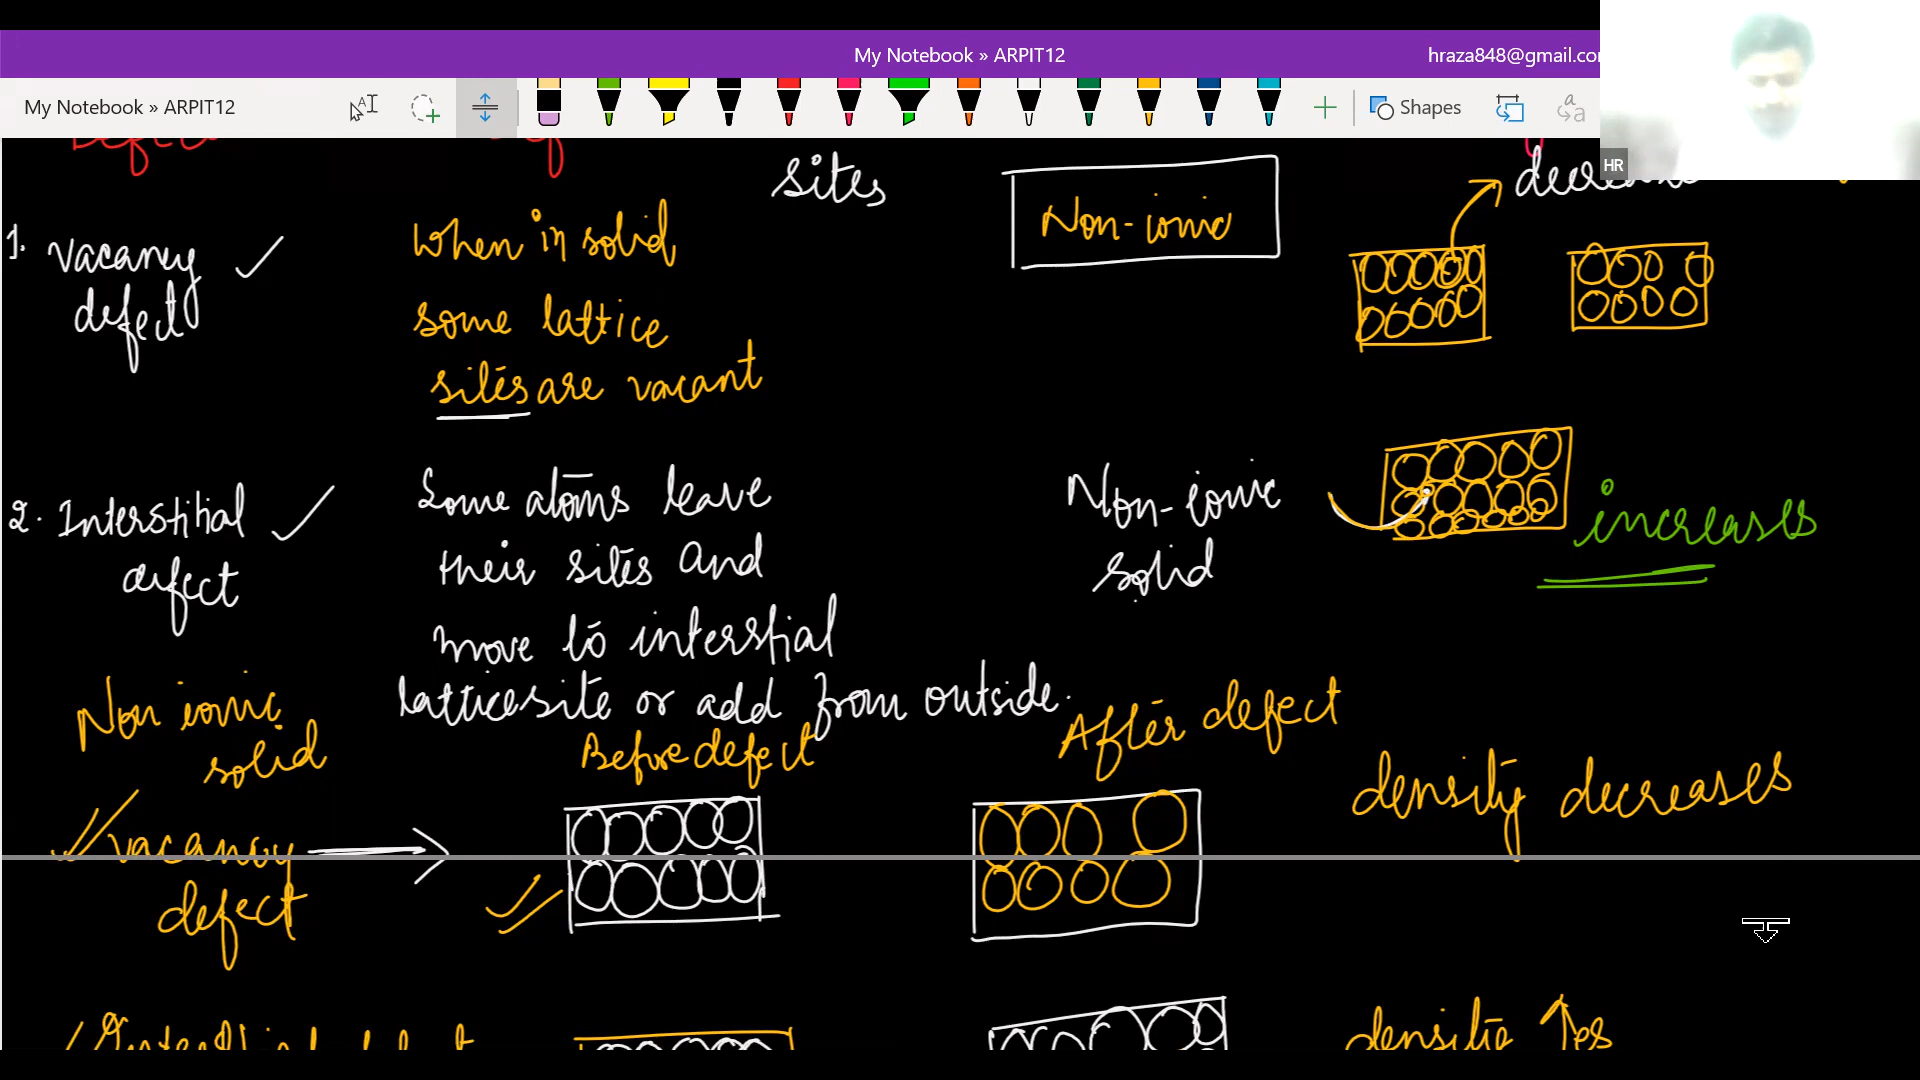 My Notebook » ARPIT12
hraza848@gmail.co
My Notebook » ARPIT12
Shapes
HR
sites
Non-ionic
1. Vacancy defect
When in solid
some lattice
sites are vacant
2. Interstitial defect
Some atoms leave
their sites and
move to interstial
lattice site or add from outside.
Non-ionic
solid
increases
Non ionic
solid
Before defect
After defect
density decreases
vacancy
defect